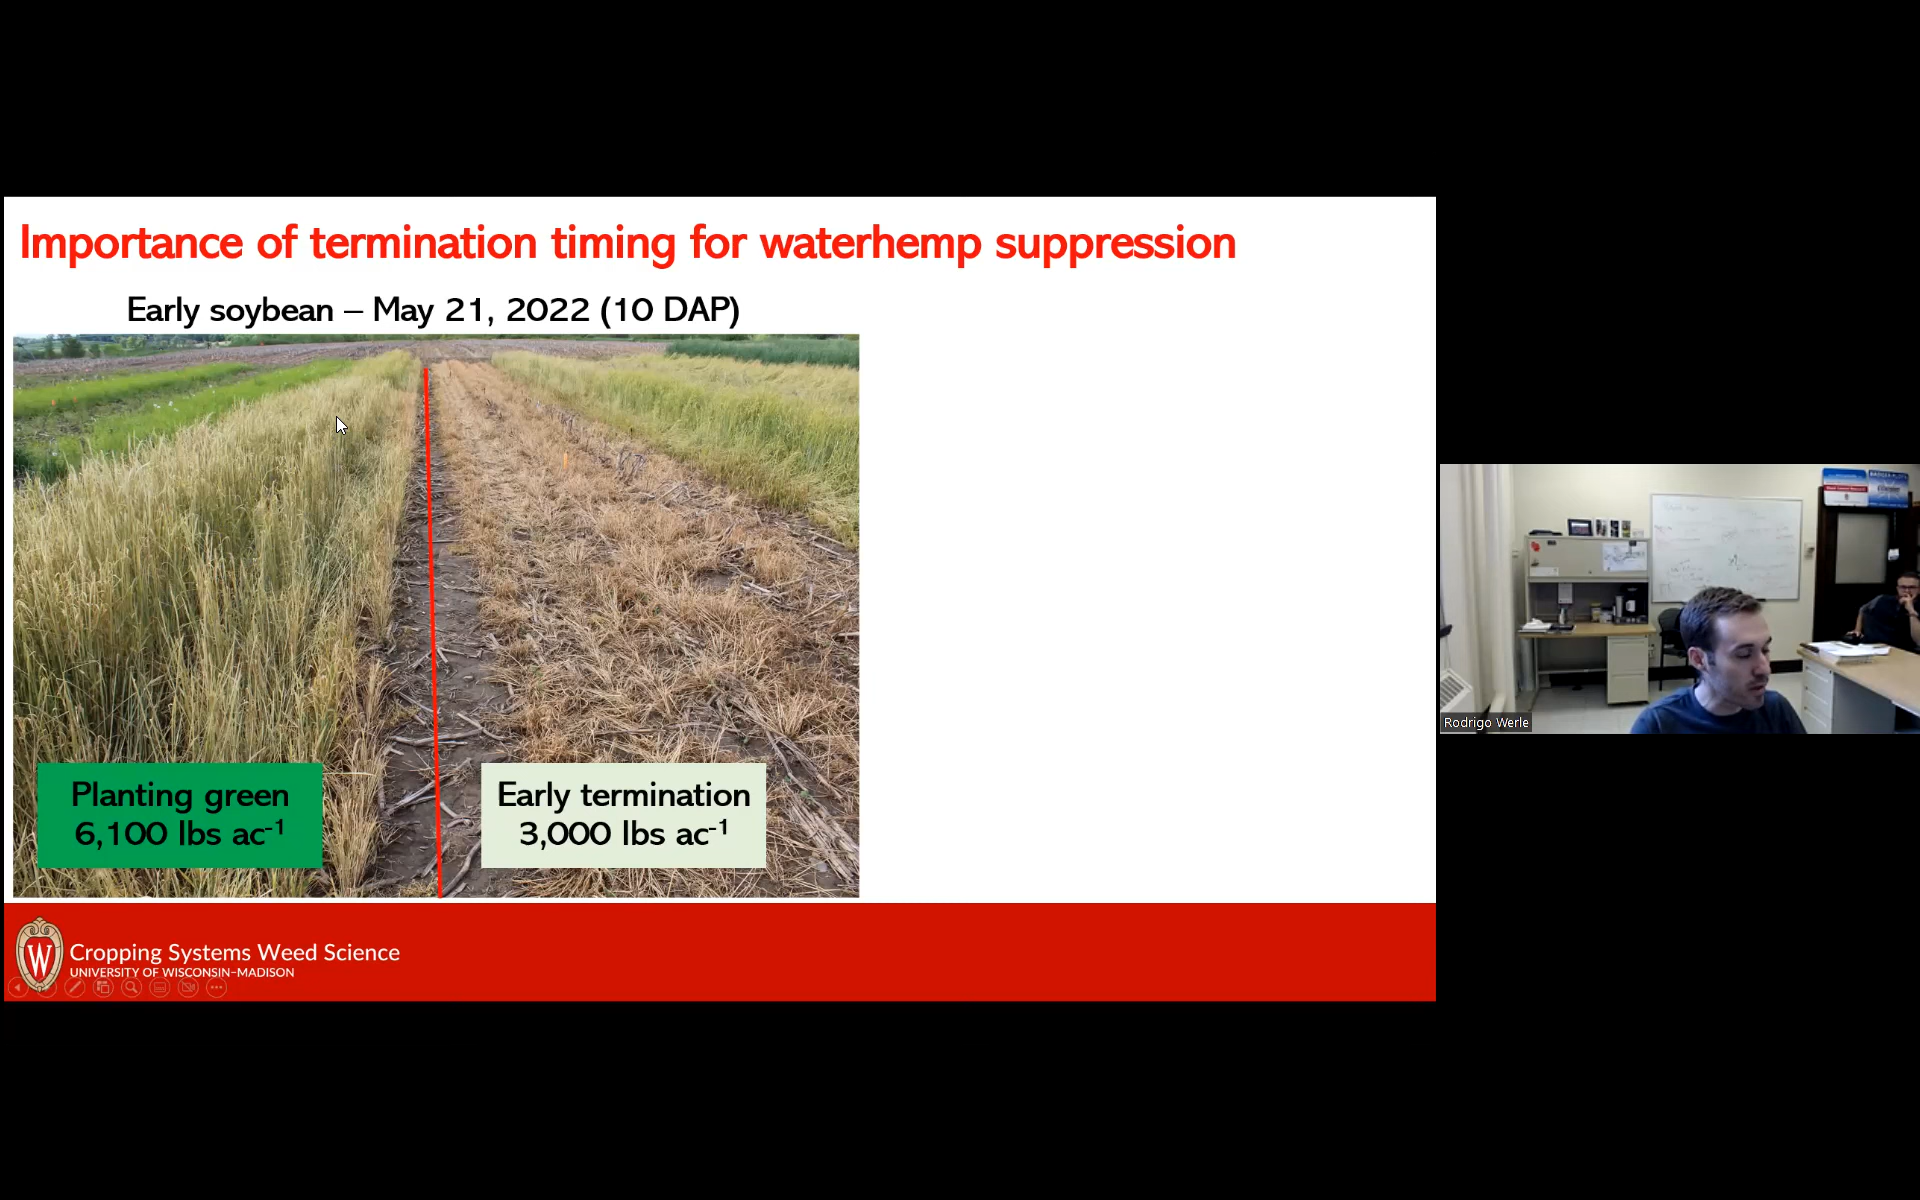 Importance of termination timing for waterhemp suppression
Early soybean – May 21, 2022 (10 DAP)
Planting green
6,100 lbs ac-1
Early termination
3,000 lbs ac-1
W
Cropping Systems Weed Science
UNIVERSITY OF WISCONSIN–MADISON
Rodrigo Werle